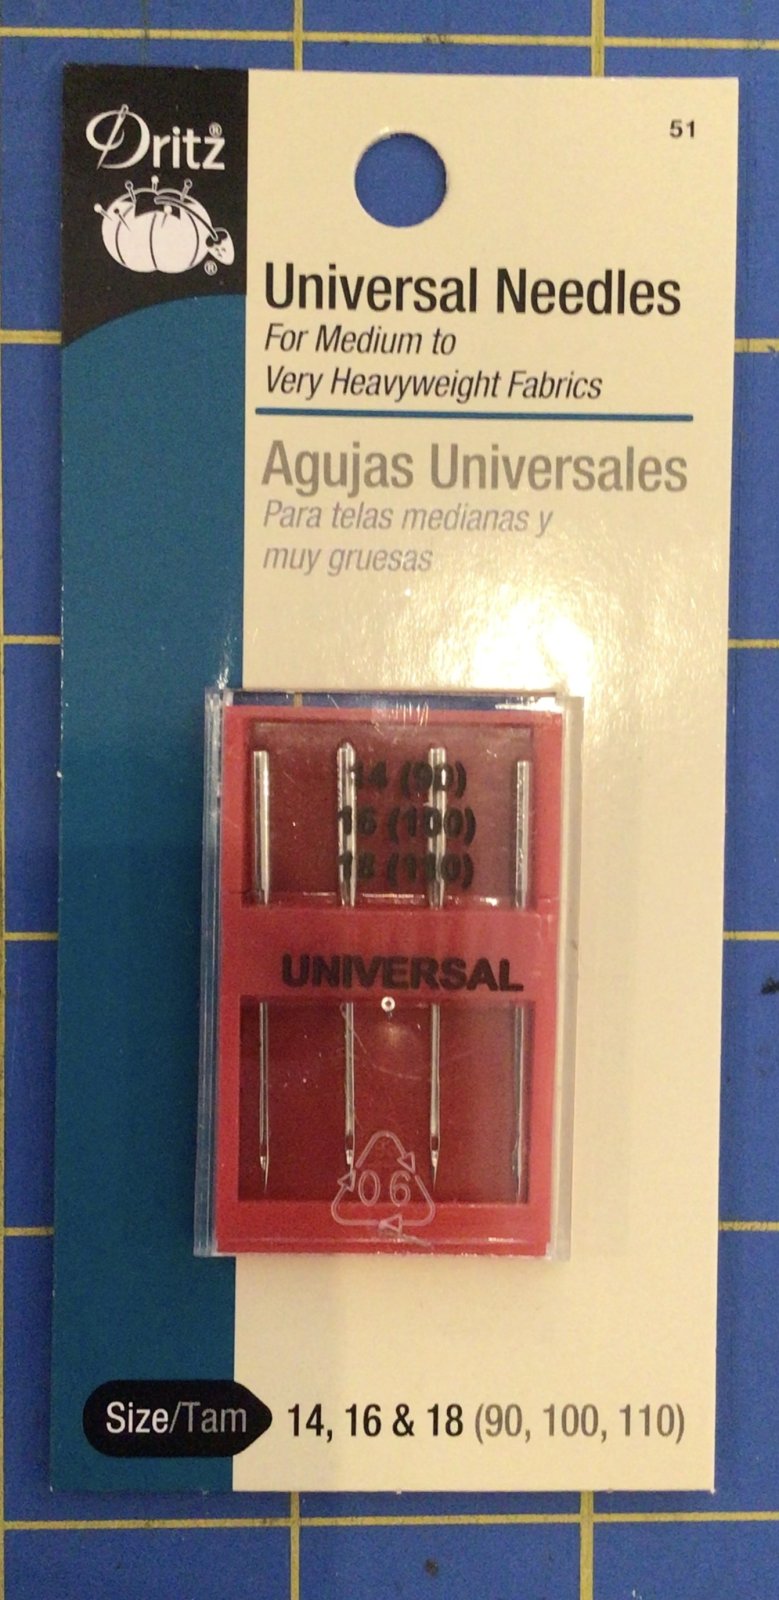 Dritz®
®
51
Universal Needles
For Medium to
Very Heavyweight Fabrics
Agujas Universales
Para telas medianas y
muy gruesas
14 (90)
16 (100)
18 (110)
UNIVERSAL
06
Size/Tam 14, 16 & 18 (90, 100, 110)